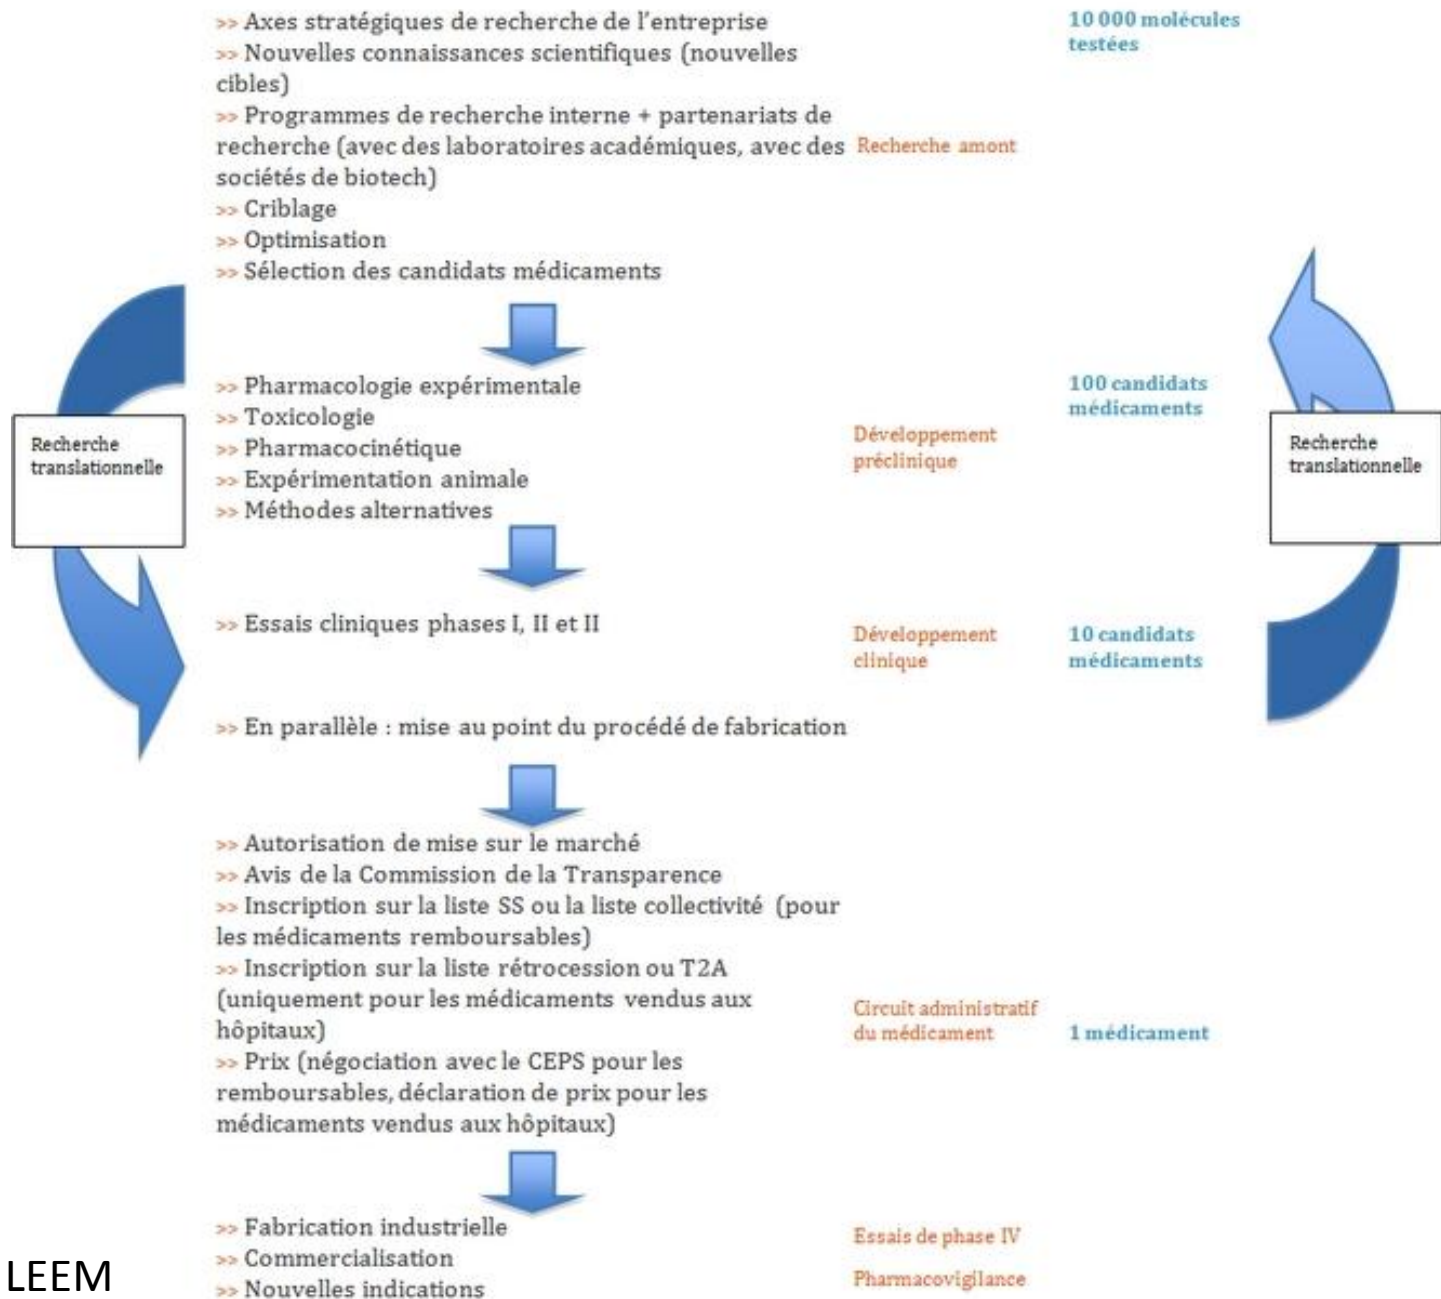 >> Axes stratégiques de recherche de l'entreprise
>> Nouvelles connaissances scientifiques (nouvelles
cibles)
>> Programmes de recherche interne + partenariats de
recherche (avec des laboratoires académiques, avec des
sociétés de biotech)
>> Criblage
>> Optimisation
>> Sélection des candidats médicaments
Recherche amont
10 000 molécules
testées
>> Pharmacologie expérimentale
>> Toxicologie
>> Pharmacocinétique
>> Expérimentation animale
>> Méthodes alternatives
Développement
préclinique
100 candidats
médicaments
Recherche
translationnelle
Recherche
translationnelle
>> Essais cliniques phases I, II et II
Développement
clinique
10 candidats
médicaments
>> En parallèle : mise au point du procédé de fabrication
>> Autorisation de mise sur le marché
>> Avis de la Commission de la Transparence
>> Inscription sur la liste SS ou la liste collectivité (pour
les médicaments remboursables)
>> Inscription sur la liste rétrocession ou T2A
(uniquement pour les médicaments vendus aux
hôpitaux)
>> Prix (négociation avec le CEPS pour les
remboursables, déclaration de prix pour les
médicaments vendus aux hôpitaux)
Circuit administratif
du médicament
1 médicament
>> Fabrication industrielle
>> Commercialisation
>> Nouvelles indications
Essais de phase IV
Pharmacovigilance
LEEM